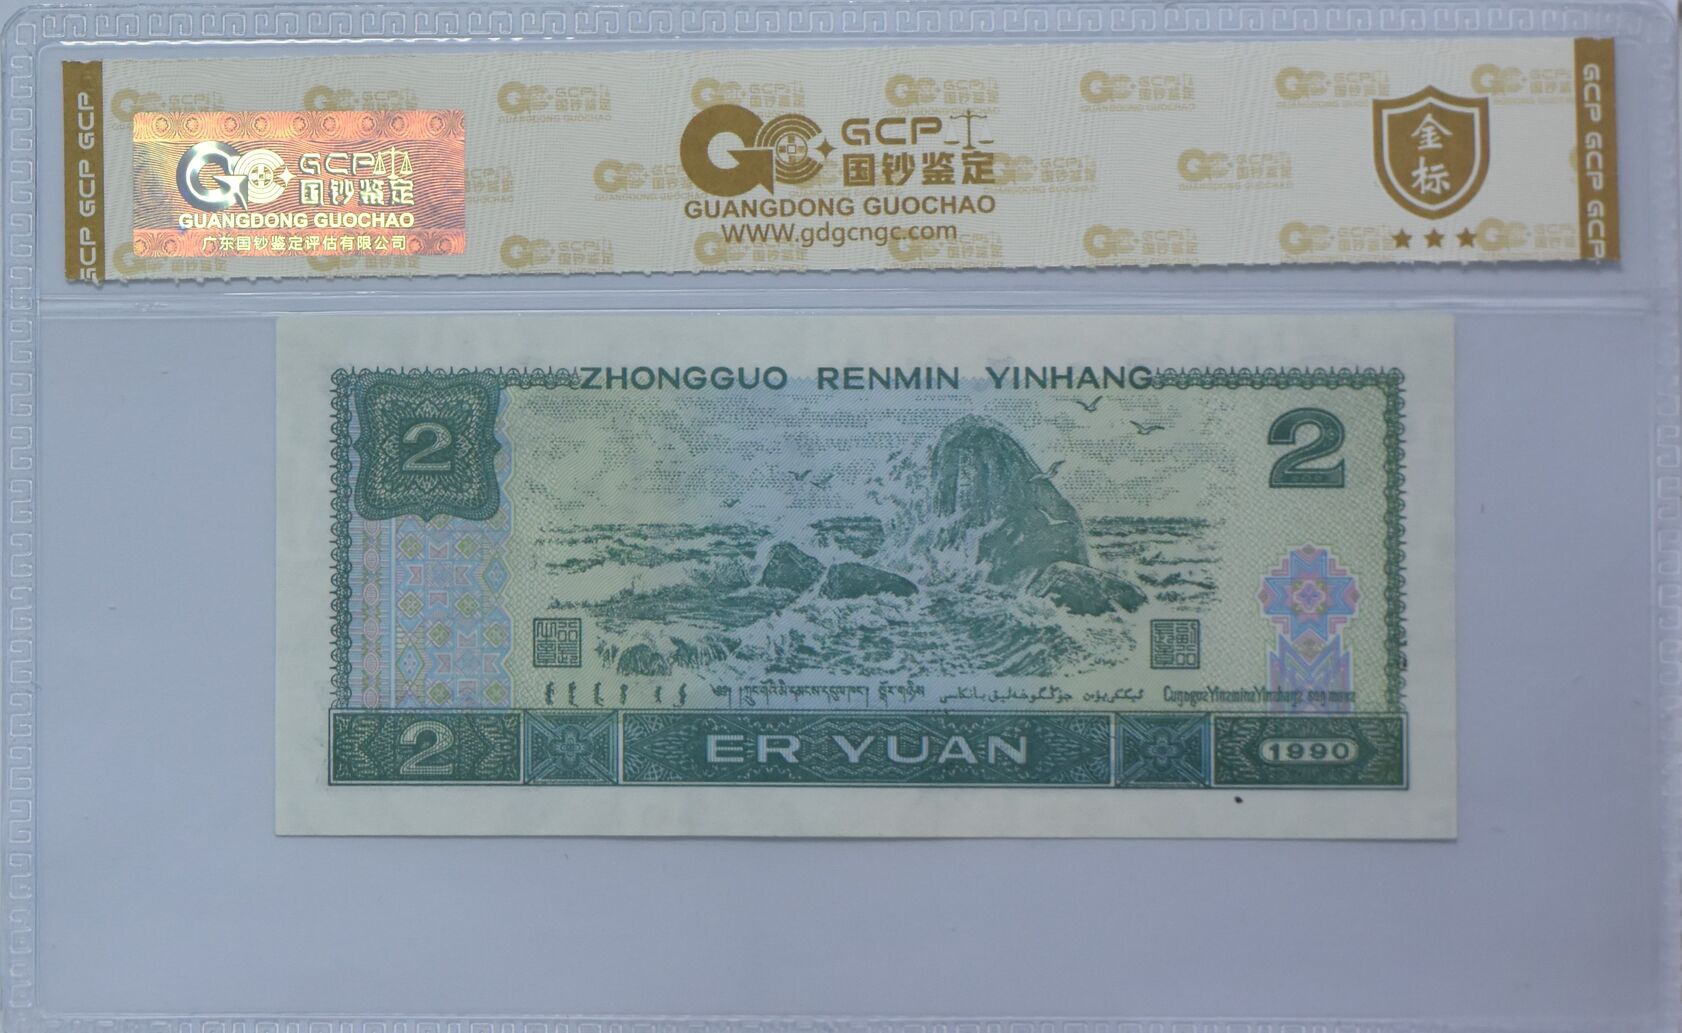 GCP 国钞鉴定
GUANGDONG GUOCHAO
广东国钞鉴定评估有限公司
GCP 国钞鉴定
GUANGDONG GUOCHAO
WWW.gdgcngc.com
金标
GCP GCP GCP
GCP GCP GCP
ZHONGGUO RENMIN YINHANG
2
2
CungoguzYinzminzYinzhangz
2
ER YUAN
1990